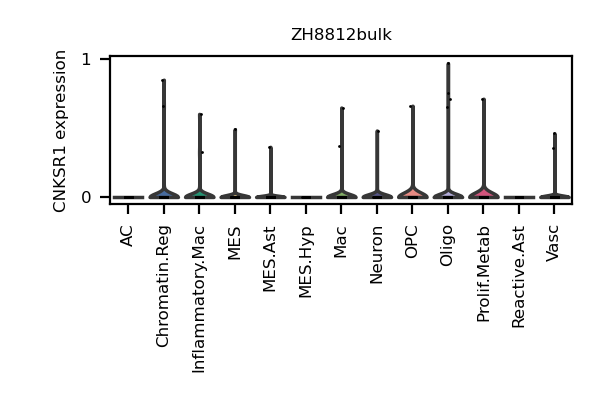 ZH8812bulk
CNKSR1 expression
1
0
AC
Chromatin.Reg
Inflammatory.Mac
MES
MES.Ast
MES.Hyp
Mac
Neuron
OPC
Oligo
Prolif.Metab
Reactive.Ast
Vasc